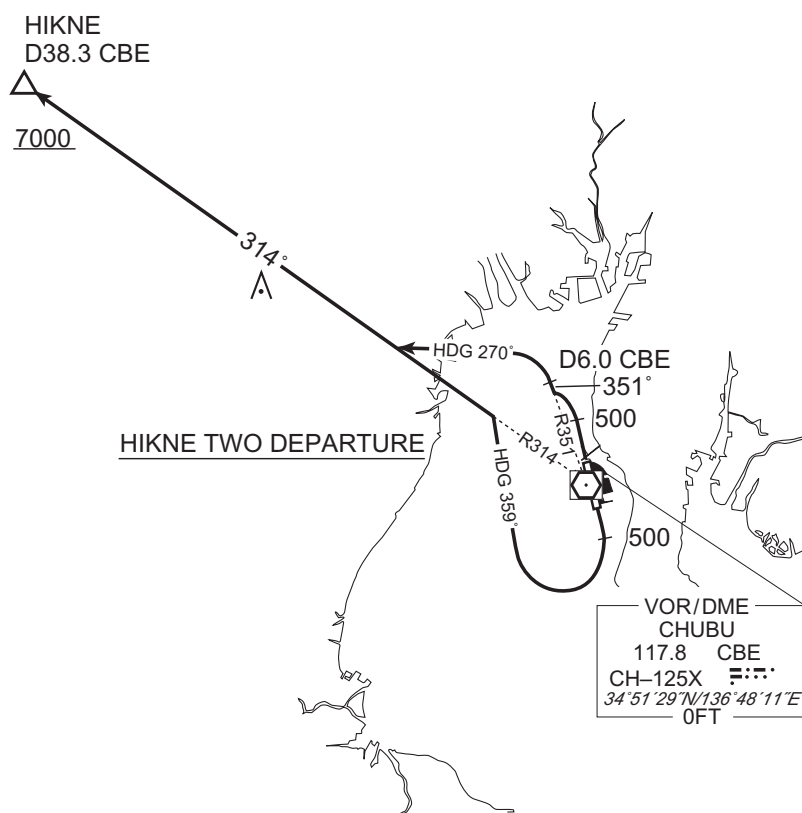 HIKNE
D38.3 CBE
7000
314°
HDG 270°
D6.0 CBE
351°
500
R351
R314
HIKNE TWO DEPARTURE
HDG 359°
500
VOR/DME
CHUBU
117.8 CBE
CH–125X
34°51´29˝N/136°48´11˝E
0FT